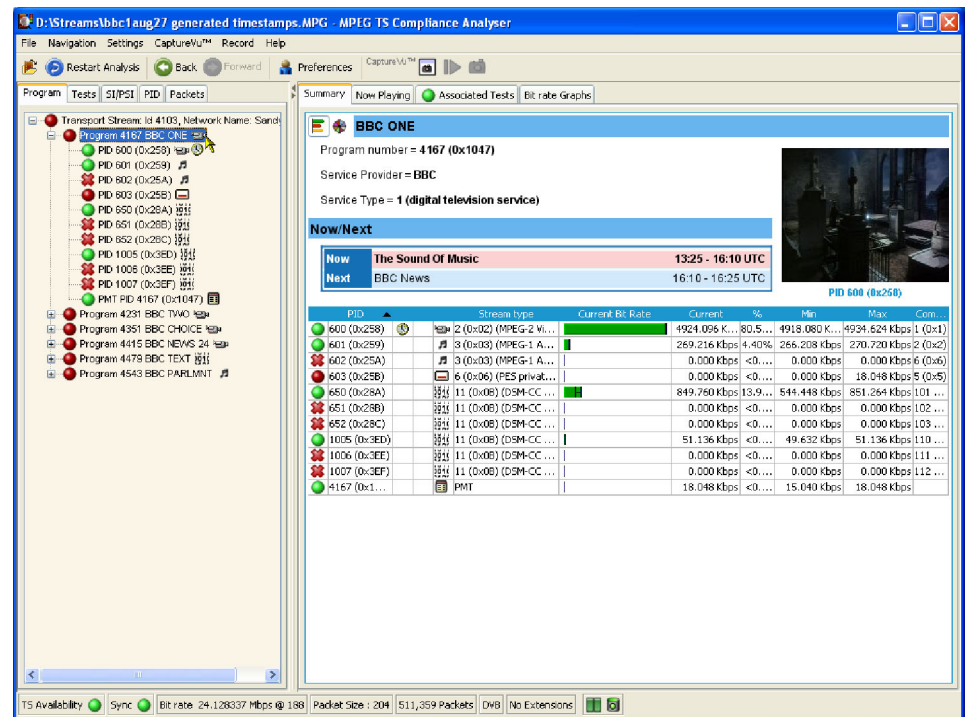 D:\Streams\bbc1aug27 generated timestamps.MPG - MPEG TS Compliance Analyser
File Navigation Settings CaptureVu™ Record Help
Restart Analysis Back Forward Preferences CaptureVu™
Program Tests SI/PSI PID Packets
Summary Now Playing Associated Tests Bit rate Graphs
Transport Stream: Id 4103, Network Name: Sandy
Program 4167 BBC ONE
PID 600 (0x258)
PID 601 (0x259)
PID 602 (0x25A)
PID 603 (0x25B)
PID 650 (0x28A)
PID 651 (0x28B)
PID 652 (0x28C)
PID 1005 (0x3ED)
PID 1006 (0x3EE)
PID 1007 (0x3EF)
PMT PID 4167 (0x1047)
Program 4231 BBC TWO
Program 4351 BBC CHOICE
Program 4415 BBC NEWS 24
Program 4479 BBC TEXT
Program 4543 BBC PARLMNT
BBC ONE
Program number = 4167 (0x1047)
Service Provider = BBC
Service Type = 1 (digital television service)
Now/Next
Now The Sound Of Music 13:25 - 16:10 UTC
Next BBC News 16:10 - 16:25 UTC
PID 600 (0x258)
PID Stream type Current Bit Rate Current % Min Max Com...
600 (0x258) 2 (0x02) (MPEG-2 Vi... 4924.096 K... 80.5... 4918.080 K... 4934.624 Kbps 1 (0x1)
601 (0x259) 3 (0x03) (MPEG-1 A... 269.216 Kbps 4.40% 266.208 Kbps 270.720 Kbps 2 (0x2)
602 (0x25A) 3 (0x03) (MPEG-1 A... 0.000 Kbps <0.... 0.000 Kbps 0.000 Kbps 6 (0x6)
603 (0x25B) 6 (0x06) (PES privat... 0.000 Kbps <0.... 0.000 Kbps 18.048 Kbps 5 (0x5)
650 (0x28A) 11 (0x0B) (DSM-CC ... 849.760 Kbps 13.9... 544.448 Kbps 851.264 Kbps 101 ...
651 (0x28B) 11 (0x0B) (DSM-CC ... 0.000 Kbps <0.... 0.000 Kbps 0.000 Kbps 102 ...
652 (0x28C) 11 (0x0B) (DSM-CC ... 0.000 Kbps <0.... 0.000 Kbps 0.000 Kbps 103 ...
1005 (0x3ED) 11 (0x0B) (DSM-CC ... 51.136 Kbps <0.... 49.632 Kbps 51.136 Kbps 110 ...
1006 (0x3EE) 11 (0x0B) (DSM-CC ... 0.000 Kbps <0.... 0.000 Kbps 0.000 Kbps 111 ...
1007 (0x3EF) 11 (0x0B) (DSM-CC ... 0.000 Kbps <0.... 0.000 Kbps 0.000 Kbps 112 ...
4167 (0x1... PMT 18.048 Kbps <0.... 15.040 Kbps 18.048 Kbps
TS Availability Sync Bit rate 24.128337 Mbps @ 188 Packet Size : 204 511,359 Packets DVB No Extensions